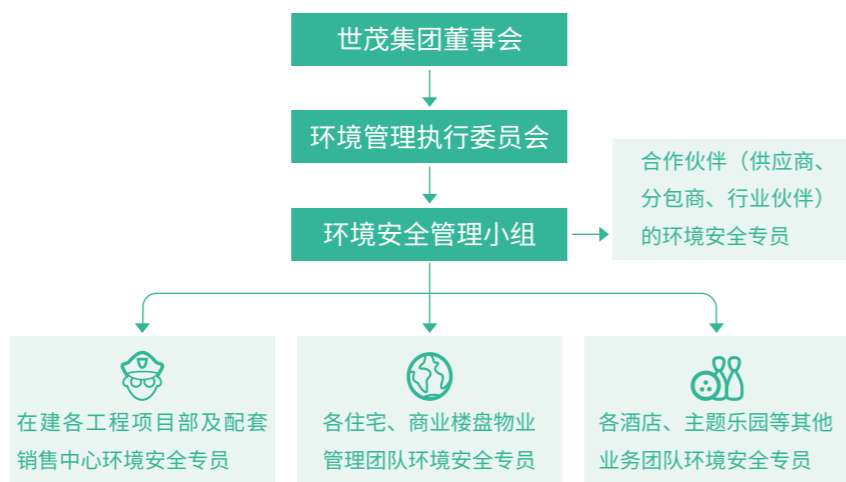 世茂集团董事会
环境管理执行委员会
环境安全管理小组
合作伙伴（供应商、
分包商、行业伙伴）
的环境安全专员
在建各工程项目部及配套
销售中心环境安全专员
各住宅、商业楼盘物业
管理团队环境安全专员
各酒店、主题乐园等其他
业务团队环境安全专员